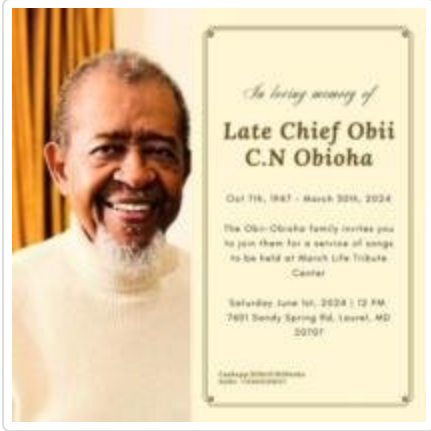 In loving memory of
Late Chief Obii
C.N Obioha
Oct 7th, 1947 - March 30th, 2024
The Obii-Obioha family invites you
to join them for a service of songs
to be held at March Life Tribute
Center
Saturday June 1st, 2024 | 12 PM
7601 Sandy Spring Rd, Laurel, MD
20707